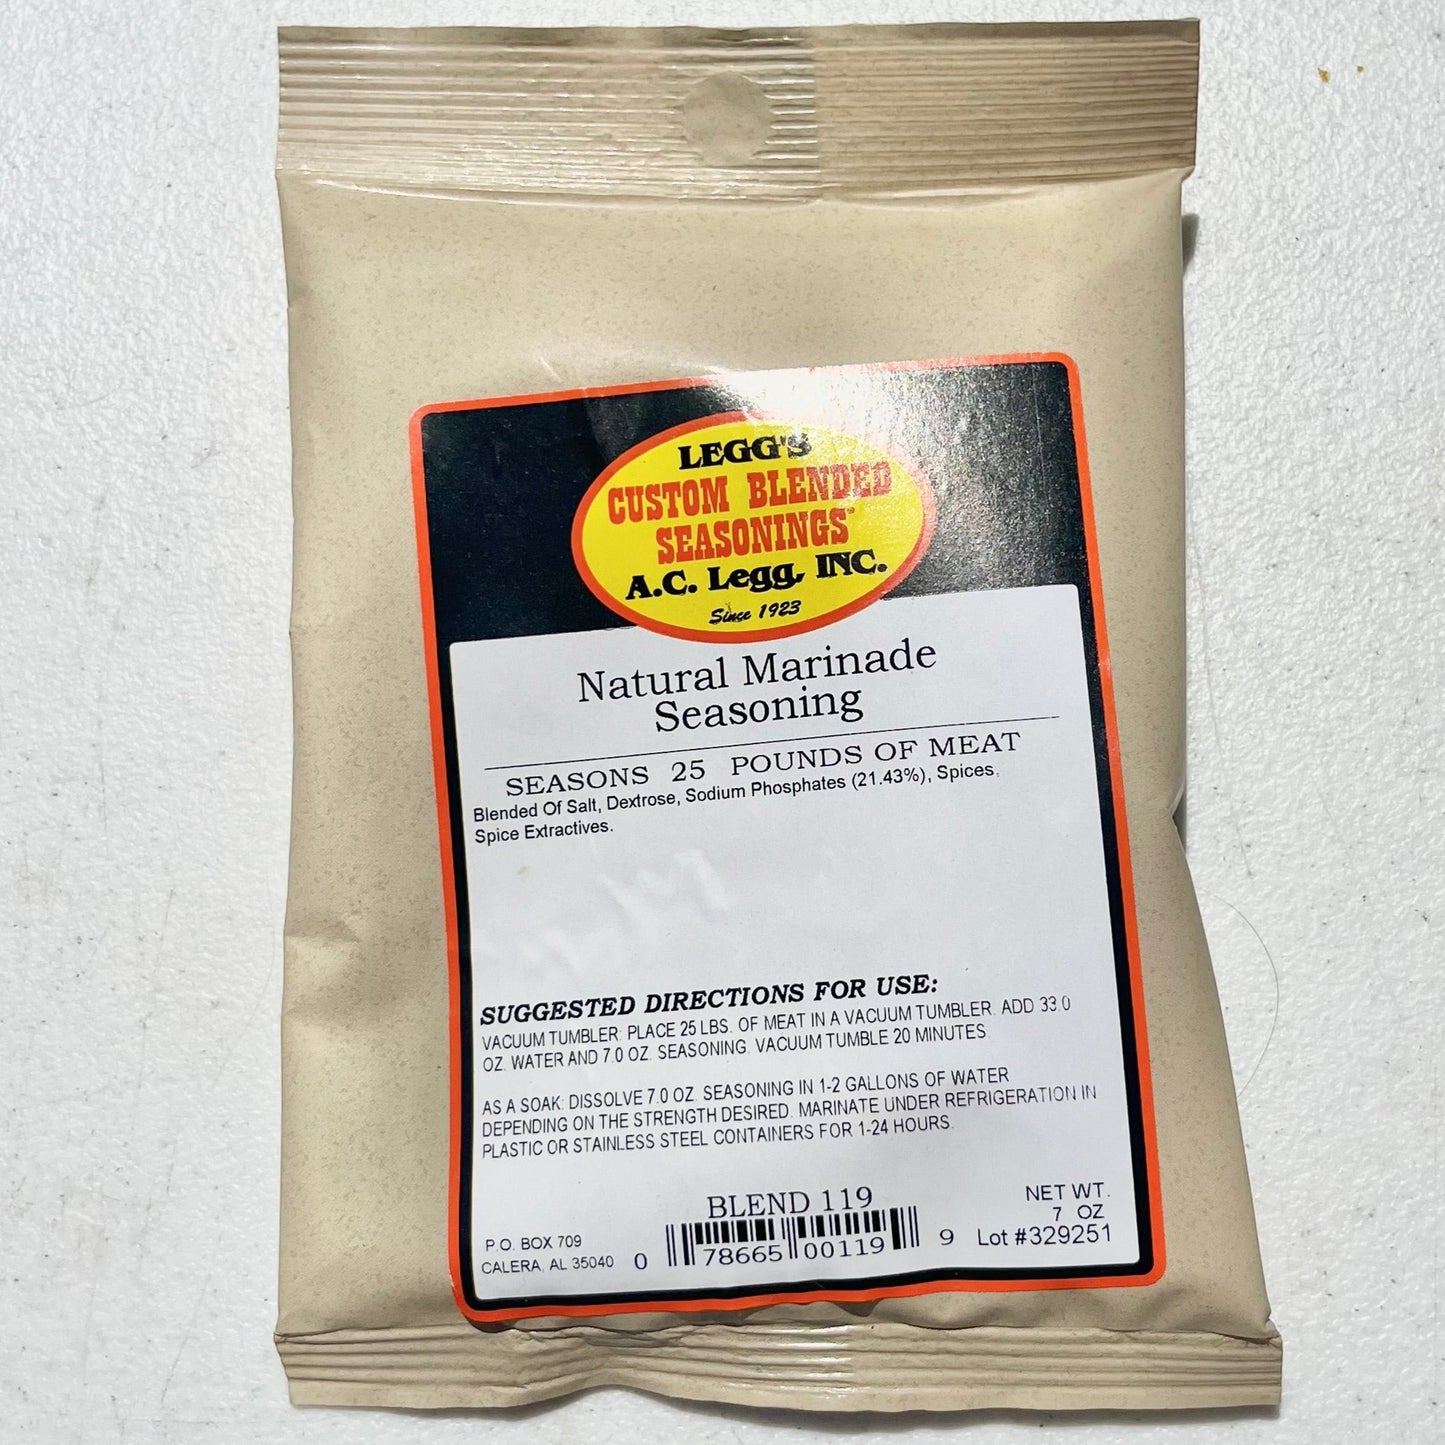 LEGG'S
CUSTOM BLENDED
SEASONINGS®
A.C. Legg, INC.
Since 1923
Natural Marinade
Seasoning
SEASONS 25 POUNDS OF MEAT
Blended Of Salt, Dextrose, Sodium Phosphates (21.43%), Spices,
Spice Extractives.
SUGGESTED DIRECTIONS FOR USE:
VACUUM TUMBLER: PLACE 25 LBS. OF MEAT IN A VACUUM TUMBLER. ADD 33.0
OZ. WATER AND 7.0 OZ. SEASONING. VACUUM TUMBLE 20 MINUTES.
AS A SOAK: DISSOLVE 7.0 OZ. SEASONING IN 1-2 GALLONS OF WATER
DEPENDING ON THE STRENGTH DESIRED. MARINATE UNDER REFRIGERATION IN
PLASTIC OR STAINLESS STEEL CONTAINERS FOR 1-24 HOURS.
BLEND 119
P.O. BOX 709
CALERA, AL 35040
0 78665 00119 9
NET WT.
7 OZ
Lot #329251